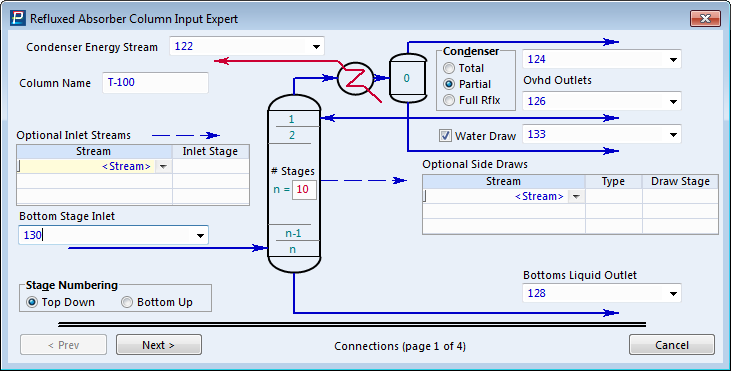 Refluxed Absorber Column Input Expert
Condenser Energy Stream 122
Column Name T-100
0
Condenser
Total
Partial
Full Rflx
124
Ovhd Outlets
126
Water Draw 133
1
2
Optional Inlet Streams
Stream Inlet Stage
<Stream>
# Stages
n = 10
Optional Side Draws
Stream Type Draw Stage
<Stream>
Bottom Stage Inlet
130
n-1
n
Stage Numbering
Top Down Bottom Up
Bottoms Liquid Outlet
128
< Prev Next > Connections (page 1 of 4) Cancel